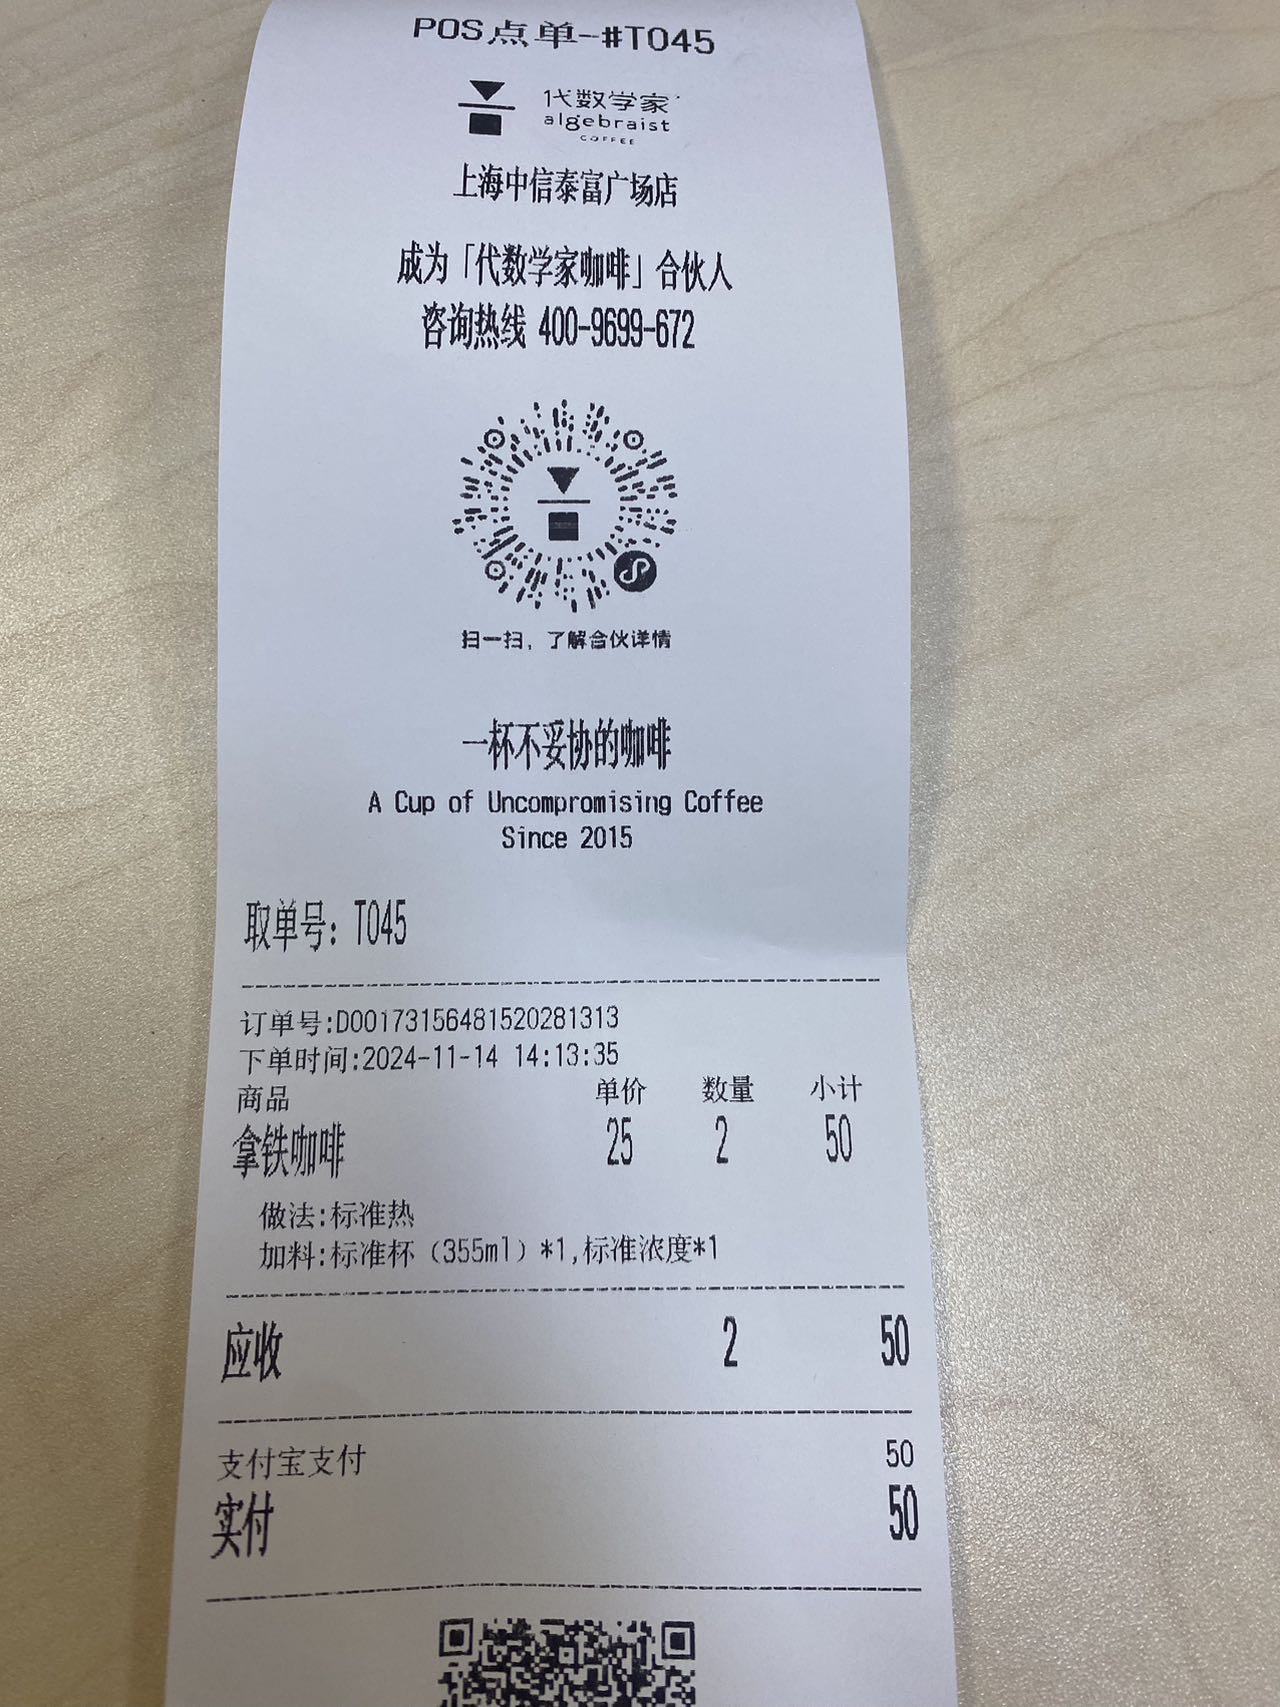 POS点单-#T045
代数学家
algebraist
COFFEE
上海中信泰富广场店
成为「代数学家咖啡」合伙人
咨询热线 400-9699-672
扫一扫，了解合伙详情
一杯不妥协的咖啡
A Cup of Uncompromising Coffee
Since 2015
取单号: T045
订单号:D00173156481520281313
下单时间:2024-11-14 14:13:35
商品 单价 数量 小计
拿铁咖啡 25 2 50
做法:标准热
加料:标准杯（355ml）*1,标准浓度*1
应收 2 50
支付宝支付 50
实付 50